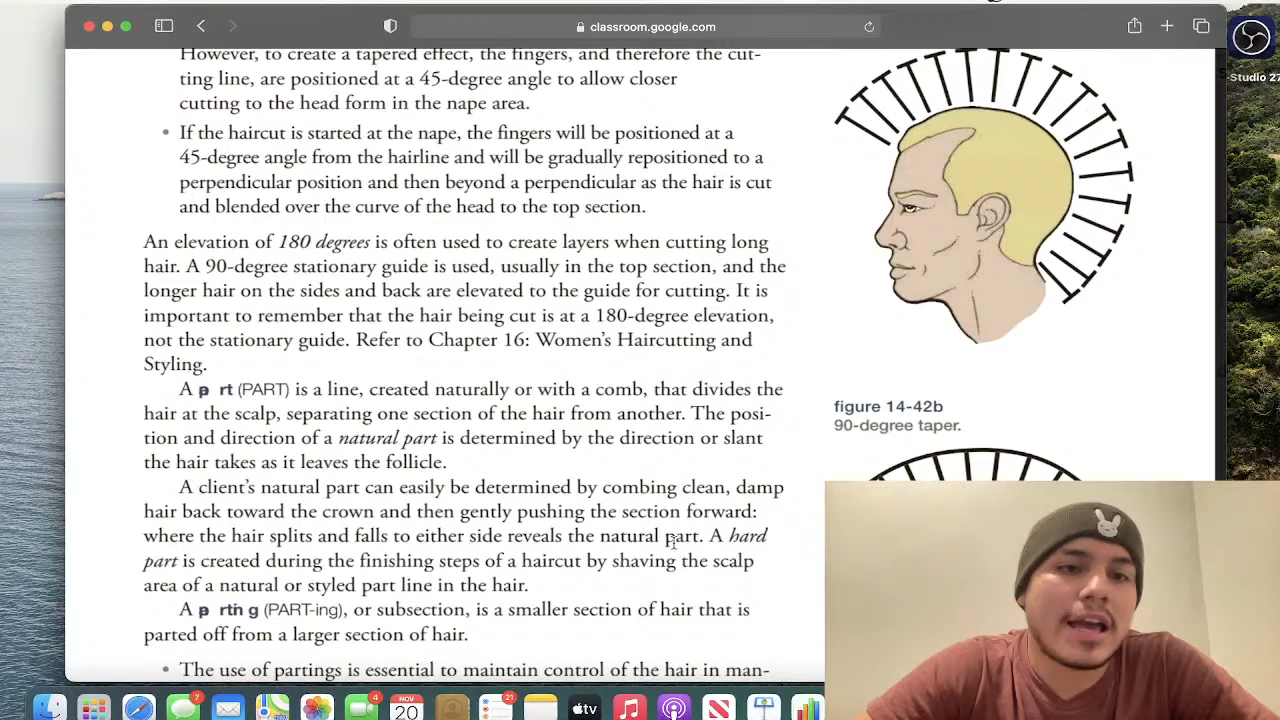 classroom.google.com
Studio 27
However, to create a tapered effect, the fingers, and therefore the cut-
ting line, are positioned at a 45-degree angle to allow closer
cutting to the head form in the nape area.
• If the haircut is started at the nape, the fingers will be positioned at a
45-degree angle from the hairline and will be gradually repositioned to a
perpendicular position and then beyond a perpendicular as the hair is cut
and blended over the curve of the head to the top section.
An elevation of 180 degrees is often used to create layers when cutting long
hair. A 90-degree stationary guide is used, usually in the top section, and the
longer hair on the sides and back are elevated to the guide for cutting. It is
important to remember that the hair being cut is at a 180-degree elevation,
not the stationary guide. Refer to Chapter 16: Women's Haircutting and
Styling.
A part (PART) is a line, created naturally or with a comb, that divides the
hair at the scalp, separating one section of the hair from another. The posi-
tion and direction of a natural part is determined by the direction or slant
the hair takes as it leaves the follicle.
A client's natural part can easily be determined by combing clean, damp
hair back toward the crown and then gently pushing the section forward:
where the hair splits and falls to either side reveals the natural part. A hard
part is created during the finishing steps of a haircut by shaving the scalp
area of a natural or styled part line in the hair.
A parting (PART-ing), or subsection, is a smaller section of hair that is
parted off from a larger section of hair.
• The use of partings is essential to maintain control of the hair in man-
figure 14-42b
90-degree taper.
7
4
NOV
20
21
tv